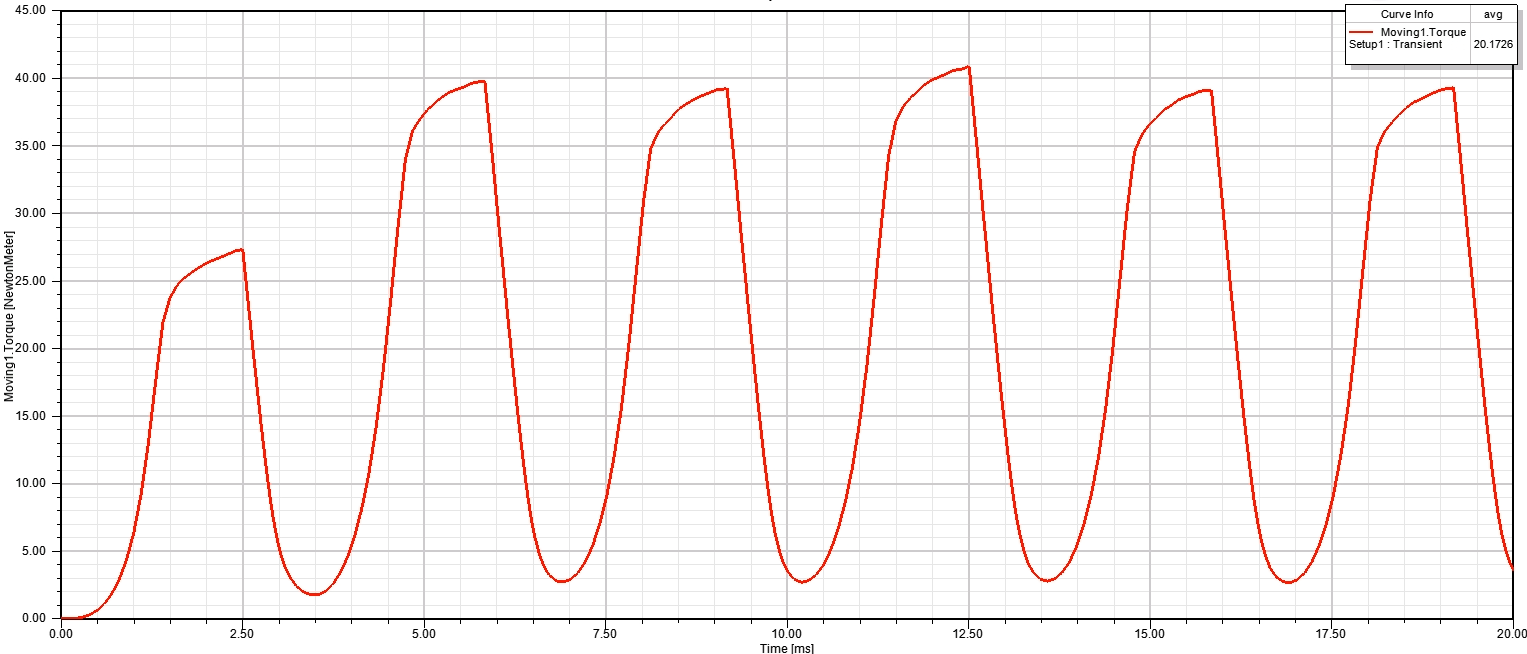 45.00
Curve Info avg
Moving1.Torque
Setup1 : Transient 20.1726
40.00
35.00
30.00
25.00
20.00
15.00
10.00
5.00
0.00
Moving1.Torque [NewtonMeter]
0.00 2.50 5.00 7.50 10.00 12.50 15.00 17.50 20.00
Time [ms]